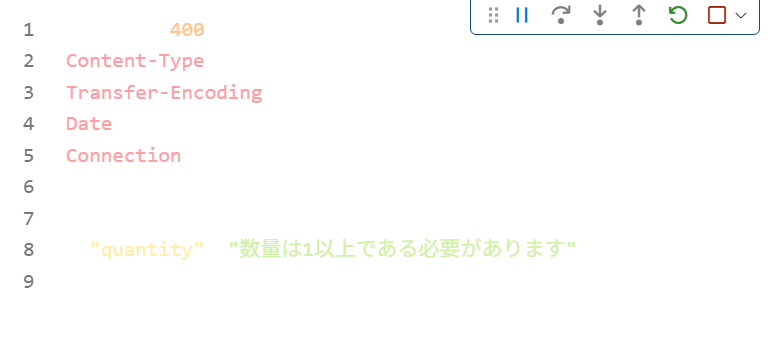 1 400
2 Content-Type
3 Transfer-Encoding
4 Date
5 Connection
6
7
8 "quantity" "数量は1以上である必要があります"
9